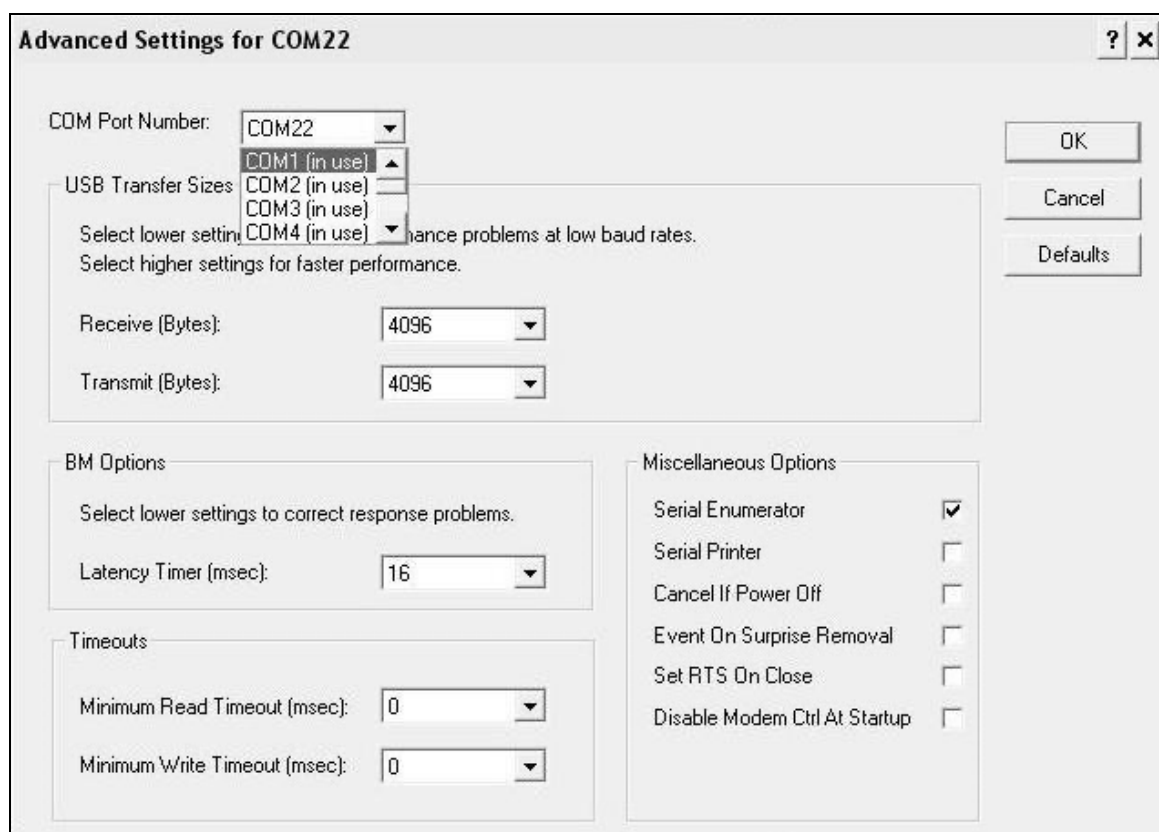 Advanced Settings for COM22
? ×
COM Port Number: COM22
COM1 (in use)
COM2 (in use)
COM3 (in use)
COM4 (in use)
OK
Cancel
Defaults
USB Transfer Sizes
Select lower setting mance problems at low baud rates.
Select higher settings for faster performance.
Receive (Bytes): 4096
Transmit (Bytes): 4096
BM Options
Select lower settings to correct response problems.
Latency Timer (msec): 16
Timeouts
Minimum Read Timeout (msec): 0
Minimum Write Timeout (msec): 0
Miscellaneous Options
Serial Enumerator
Serial Printer
Cancel If Power Off
Event On Surprise Removal
Set RTS On Close
Disable Modem Ctrl At Startup